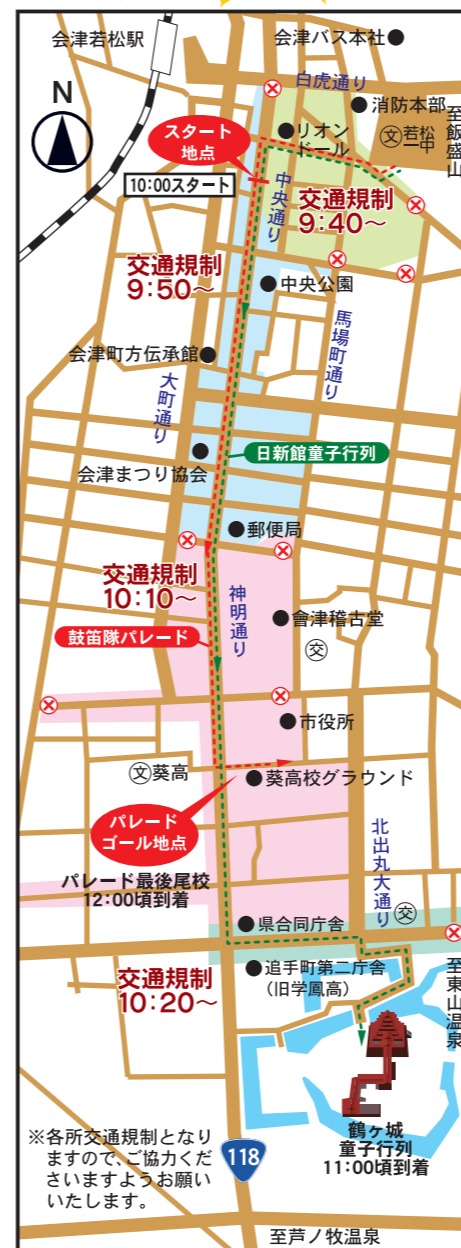 会津若松駅
会津バス本社
白虎通り
N
消防本部
至飯盛山
リオン
ドール
文
若松
一中
スタート
地点
10:00スタート
中央通り
交通規制
9:40～
交通規制
9:50～
中央公園
馬場町通り
会津町方伝承館
大町通り
日新館童子行列
会津まつり協会
郵便局
交通規制
10:10～
神明通り
會津稽古堂
鼓笛隊パレード
交
市役所
文
葵高
葵高校グラウンド
パレード
ゴール地点
北出丸大通り
パレード最後尾校
12:00頃到着
交
県合同庁舎
追手町第二庁舎
(旧学鳳高)
至東山温泉
交通規制
10:20～
鶴ヶ城
童子行列
11:00頃到着
※各所交通規制となり
ますので、ご協力くだ
さいますようお願い
いたします。
118
至芦ノ牧温泉